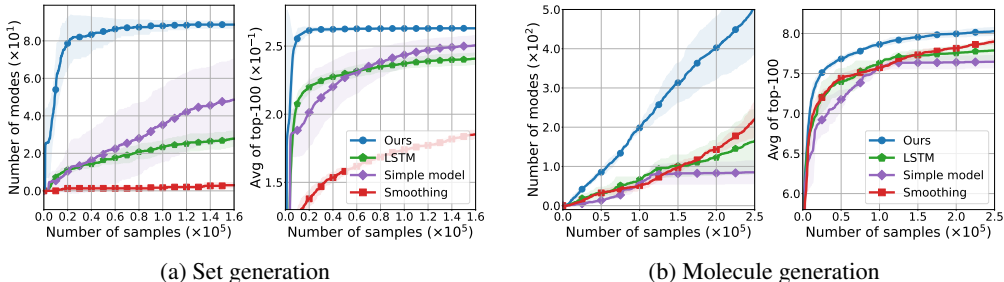 Number of modes (×10¹)
8.0
6.0
4.0
2.0
0.0
0.0 0.2 0.4 0.6 0.8 1.0 1.2 1.4 1.6
Number of samples (×10⁵)
Avg of top-100 (×10⁻¹)
2.5
2.0
1.5
Ours
LSTM
Simple model
Smoothing
0.0 0.2 0.4 0.6 0.8 1.0 1.2 1.4 1.6
Number of samples (×10⁵)
(a) Set generation
Number of modes (×10²)
5.0
4.0
3.0
2.0
1.0
0.0
0.0 0.5 1.0 1.5 2.0 2.5
Number of samples (×10⁵)
Avg of top-100
8.0
7.5
7.0
6.5
6.0
Ours
LSTM
Simple model
Smoothing
0.0 0.5 1.0 1.5 2.0 2.5
Number of samples (×10⁵)
(b) Molecule generation